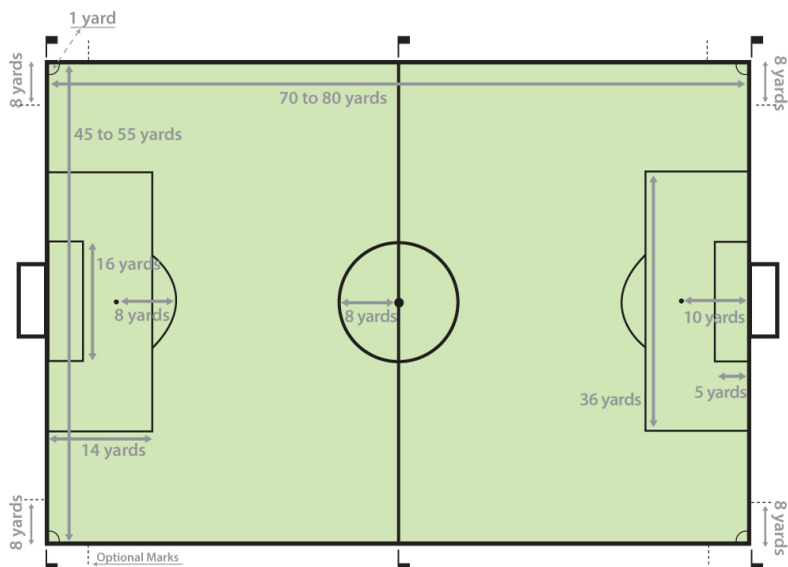 1 yard
8 yards
8 yards
70 to 80 yards
45 to 55 yards
16 yards
8 yards
8 yards
10 yards
5 yards
36 yards
14 yards
8 yards
8 yards
Optional Marks